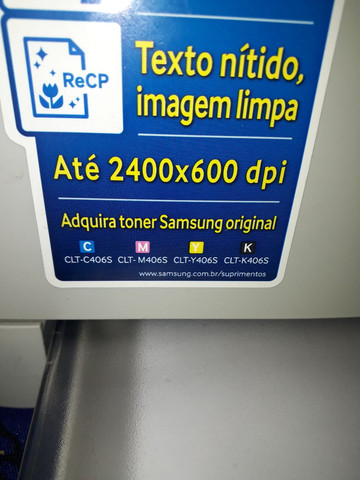 ReCP
Texto nítido,
imagem limpa
Até 2400x600 dpi
Adquira toner Samsung original
C M Y K
CLT-C406S CLT-M406S CLT-Y406S CLT-K406S
www.samsung.com.br/suprimentos